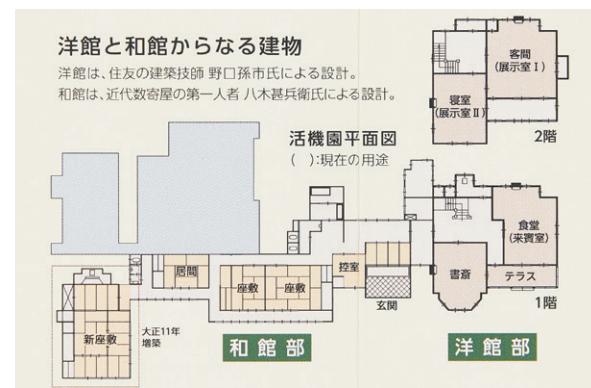 洋館と和館からなる建物
洋館は、住友の建築技師 野口孫市氏による設計。
和館は、近代数寄屋の第一人者 八木甚兵衛氏による設計。
活機園平面図
( ):現在の用途
客間
(展示室Ⅰ)
寝室
(展示室Ⅱ)
2階
食堂
(来賓室)
書斎
テラス
1階
控室
玄関
居間
座敷
座敷
新座敷
大正11年
増築
和館部
洋館部